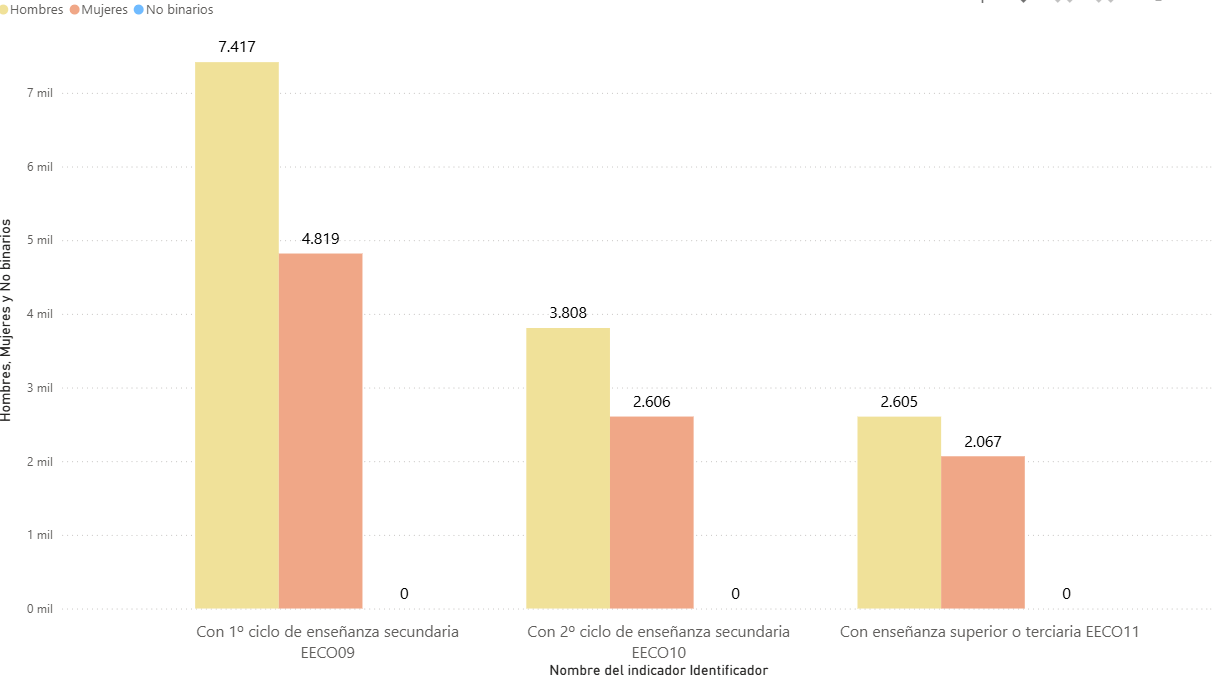 Hombres Mujeres No binarios
Hombres, Mujeres y No binarios
7 mil
6 mil
5 mil
4 mil
3 mil
2 mil
1 mil
0 mil
7.417
4.819
0
3.808
2.606
0
2.605
2.067
0
Con 1º ciclo de enseñanza secundaria
EECO09
Con 2º ciclo de enseñanza secundaria
EECO10
Con enseñanza superior o terciaria EECO11
Nombre del indicador Identificador